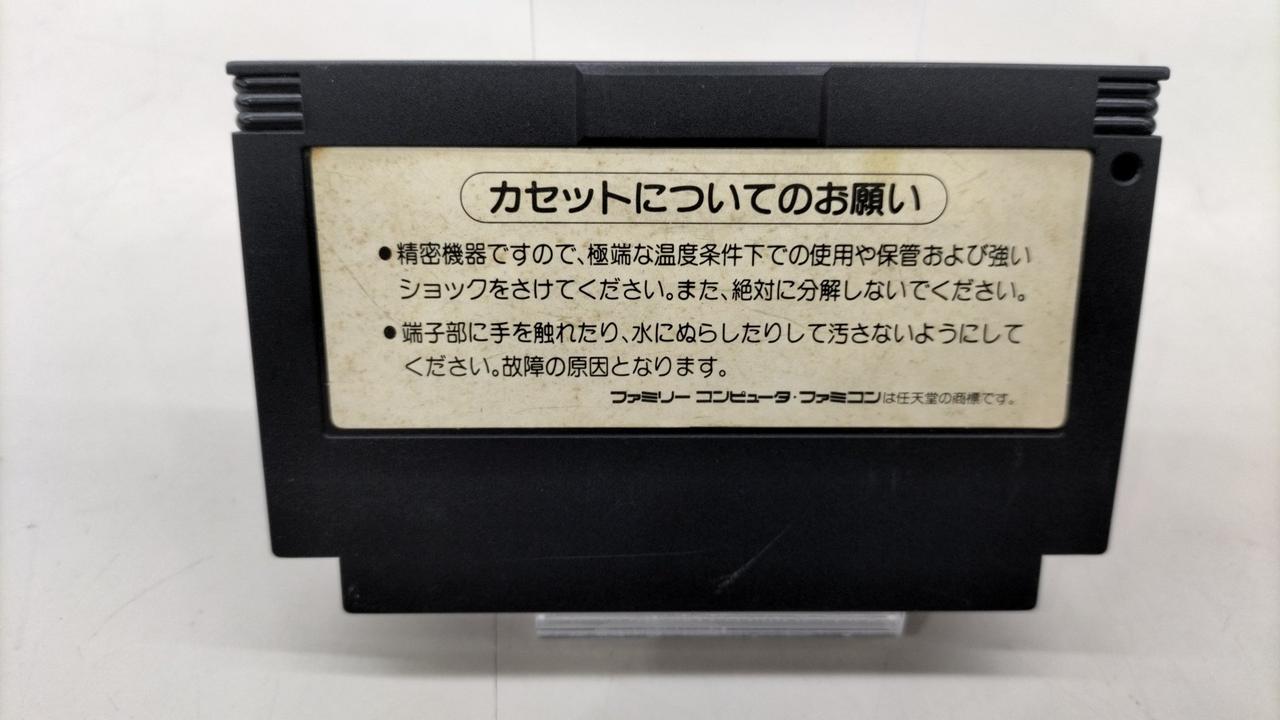 カセットについてのお願い
●精密機器ですので、極端な温度条件下での使用や保管および強い
ショックをさけてください。また、絶対に分解しないでください。
●端子部に手を触れたり、水にぬらしたりして汚さないようにして
ください。故障の原因となります。
ファミリー コンピュータ・ファミコンは任天堂の商標です。